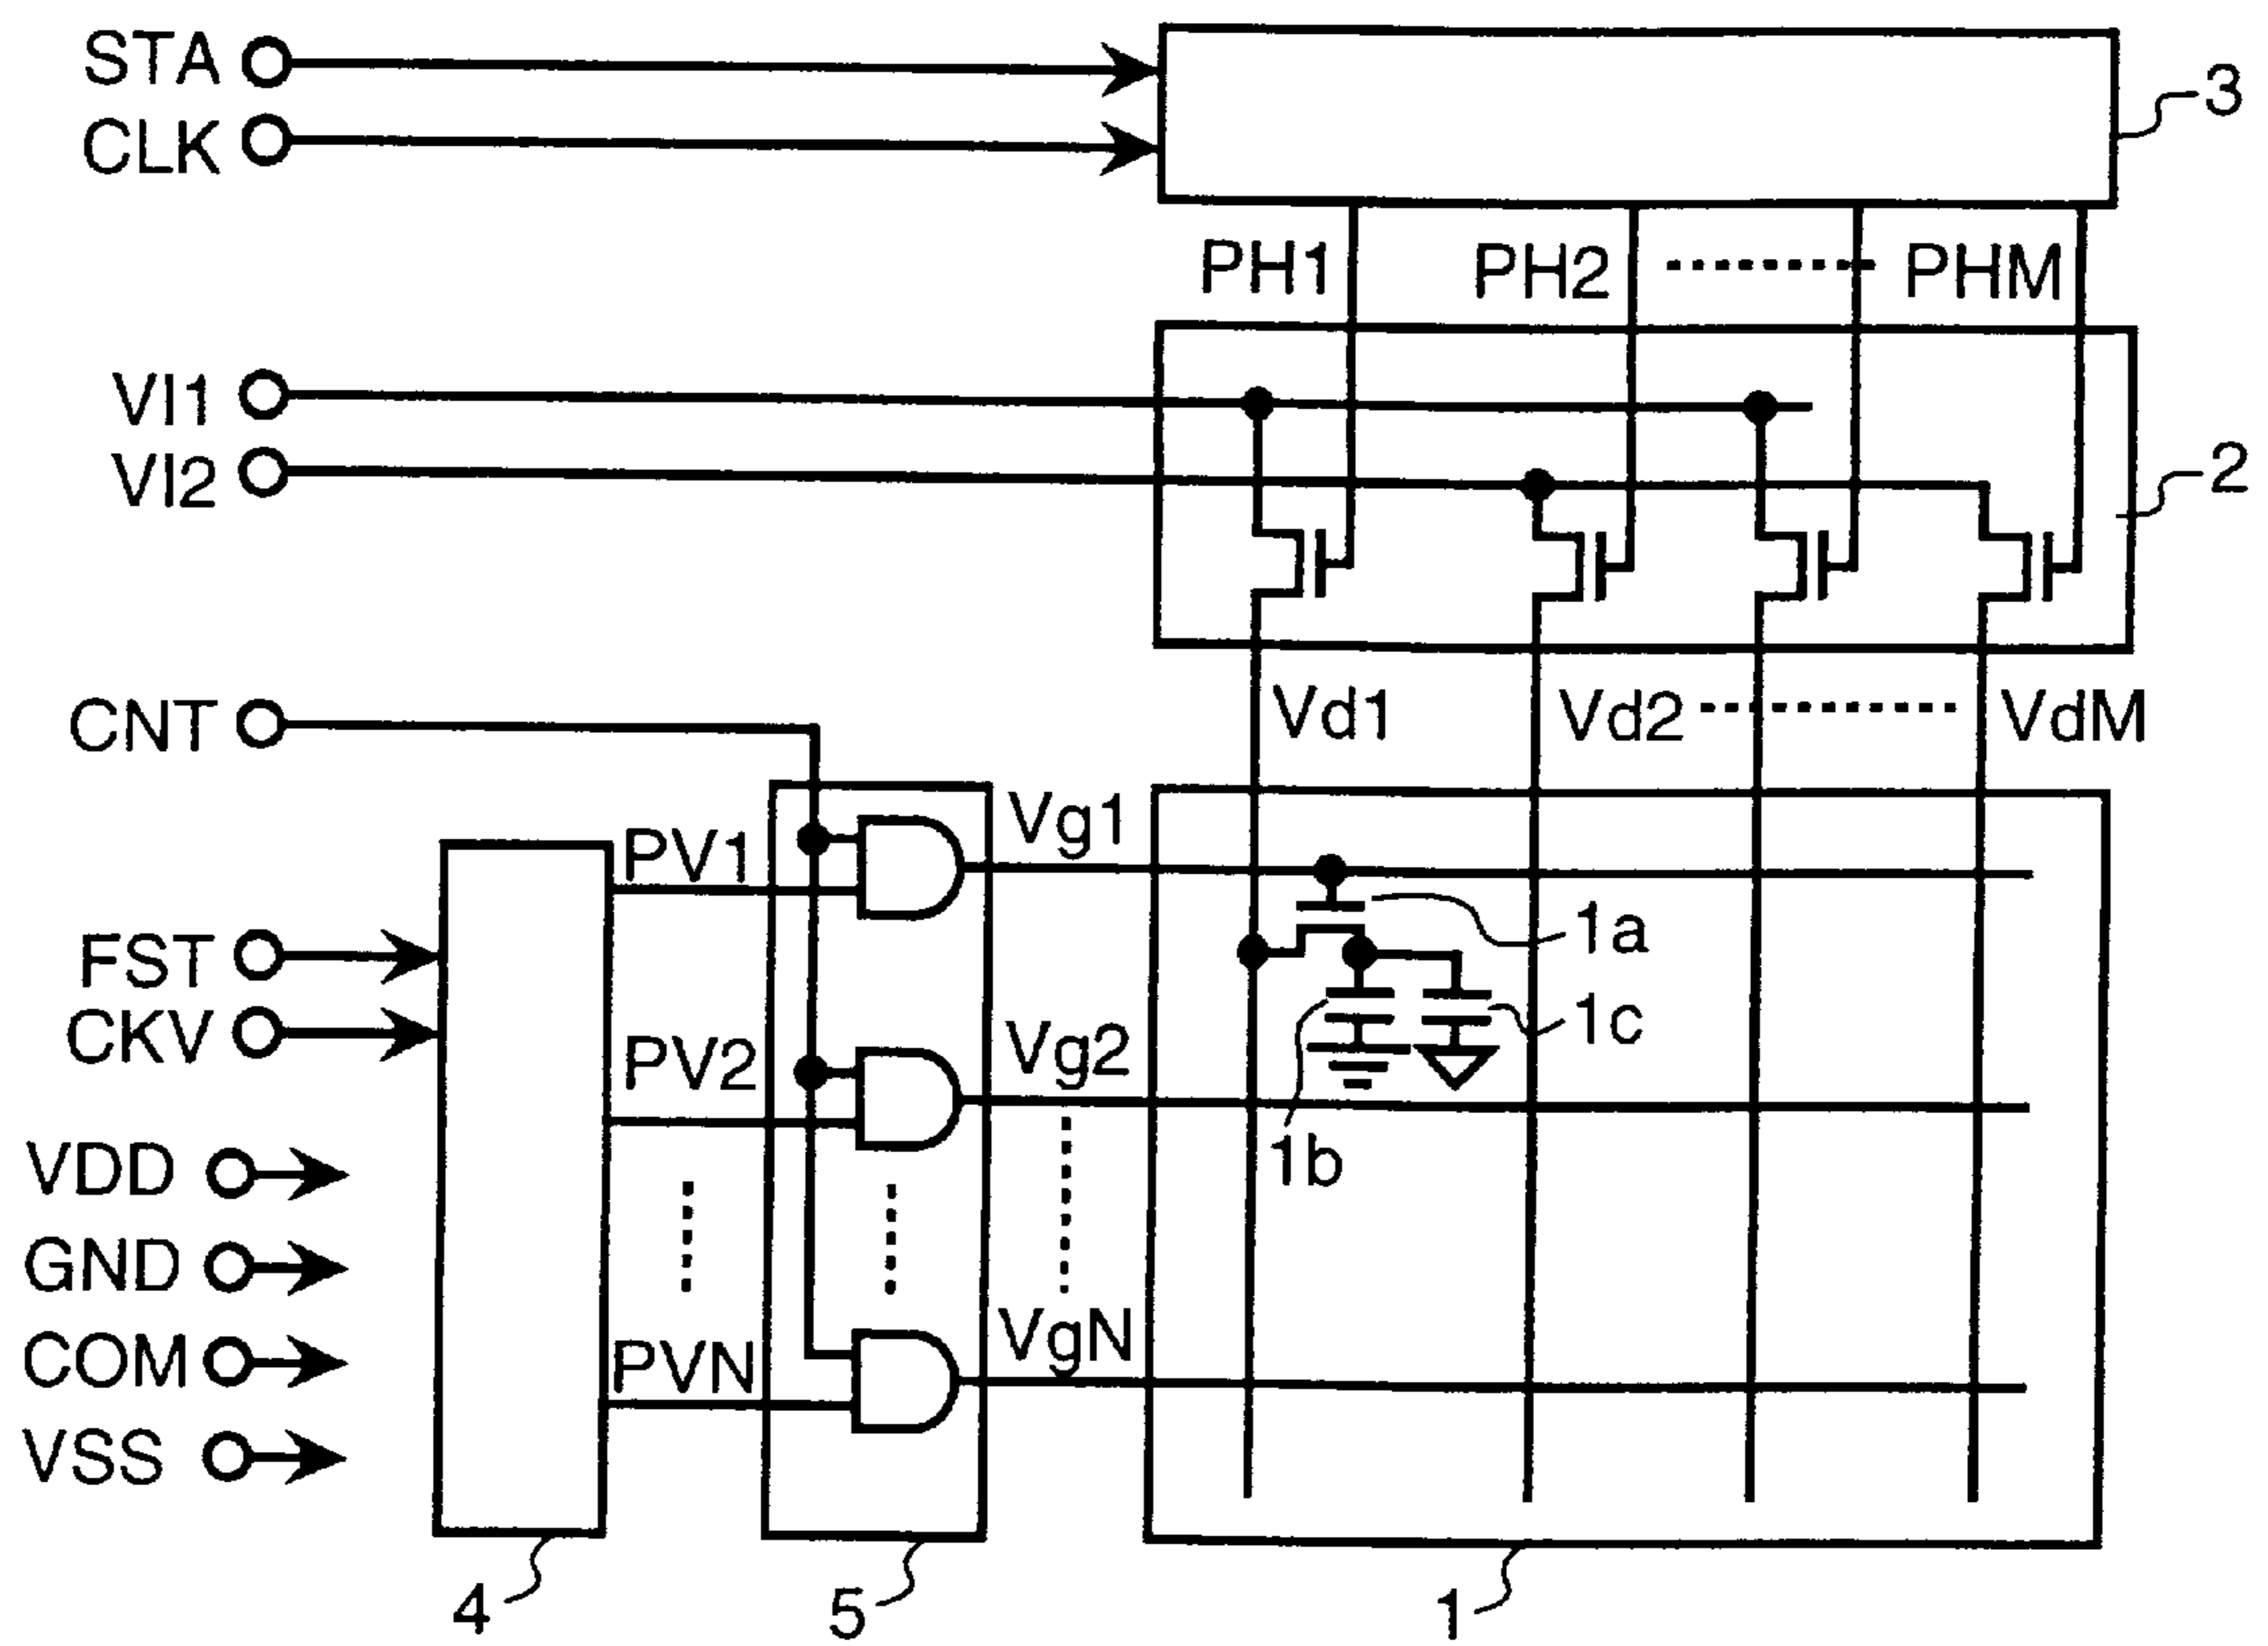 STA
CLK
3
PH1 PH2 PHM
VI1
VI2
2
CNT
Vd1 Vd2 VdM
PV1 Vg1
1a
FST
CKV
1c
PV2 Vg2
1b
VDD
GND
COM
VSS
PVN VgN
4 5 1